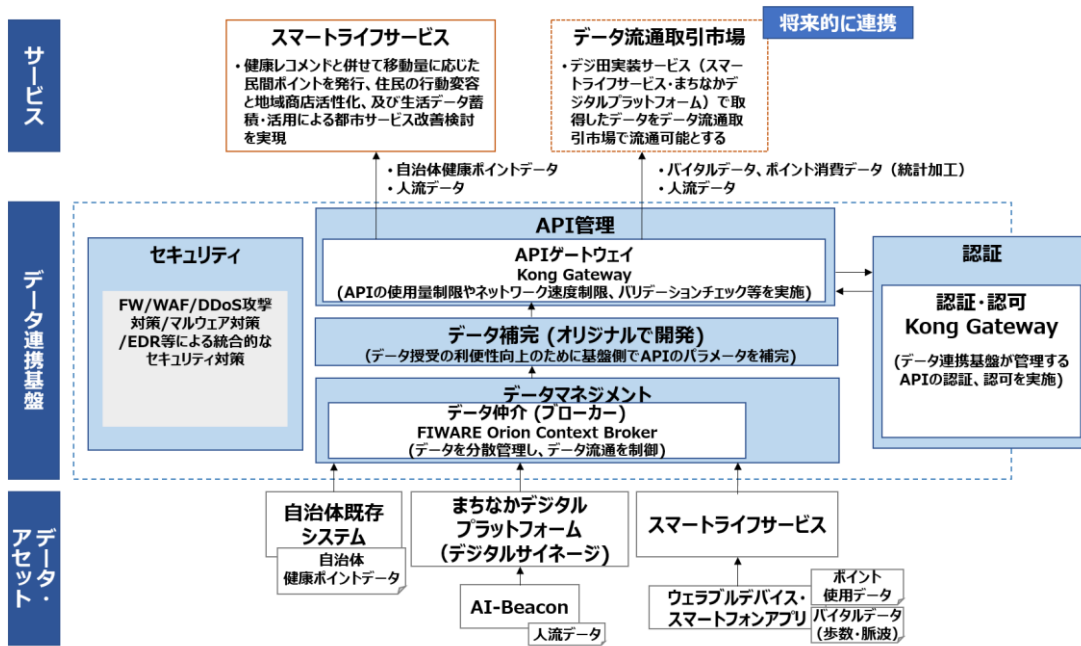 サービス
スマートライフサービス
・健康レコメンドと併せて移動量に応じた
民間ポイントを発行、住民の行動変容
と地域商店活性化、及び生活データ蓄
積・活用による都市サービス改善検討
を実現
将来的に連携
データ流通取引市場
・デジ田実装サービス（スマー
トライフサービス・まちなかデ
ジタルプラットフォーム）で取
得したデータをデータ流通取
引市場で流通可能とする
・自治体健康ポイントデータ
・人流データ
・バイタルデータ、ポイント消費データ（統計加工）
・人流データ
データ連携基盤
セキュリティ
FW/WAF/DDoS攻撃
対策/マルウェア対策
/EDR等による統合的な
セキュリティ対策
API管理
APIゲートウェイ
Kong Gateway
(APIの使用量制限やネットワーク速度制限、バリデーションチェック等を実施)
データ補完 (オリジナルで開発)
(データ授受の利便性向上のために基盤側でAPIのパラメータを補完)
データマネジメント
データ仲介 (ブローカー)
FIWARE Orion Context Broker
(データを分散管理し、データ流通を制御)
認証
認証・認可
Kong Gateway
(データ連携基盤が管理する
APIの認証、認可を実施)
データ・
アセット
自治体既存
システム
自治体
健康ポイントデータ
まちなかデジタル
プラットフォーム
（デジタルサイネージ）
AI-Beacon
人流データ
スマートライフサービス
ウェラブルデバイス・
スマートフォンアプリ
ポイント
使用データ
バイタルデータ
(歩数・脈波)